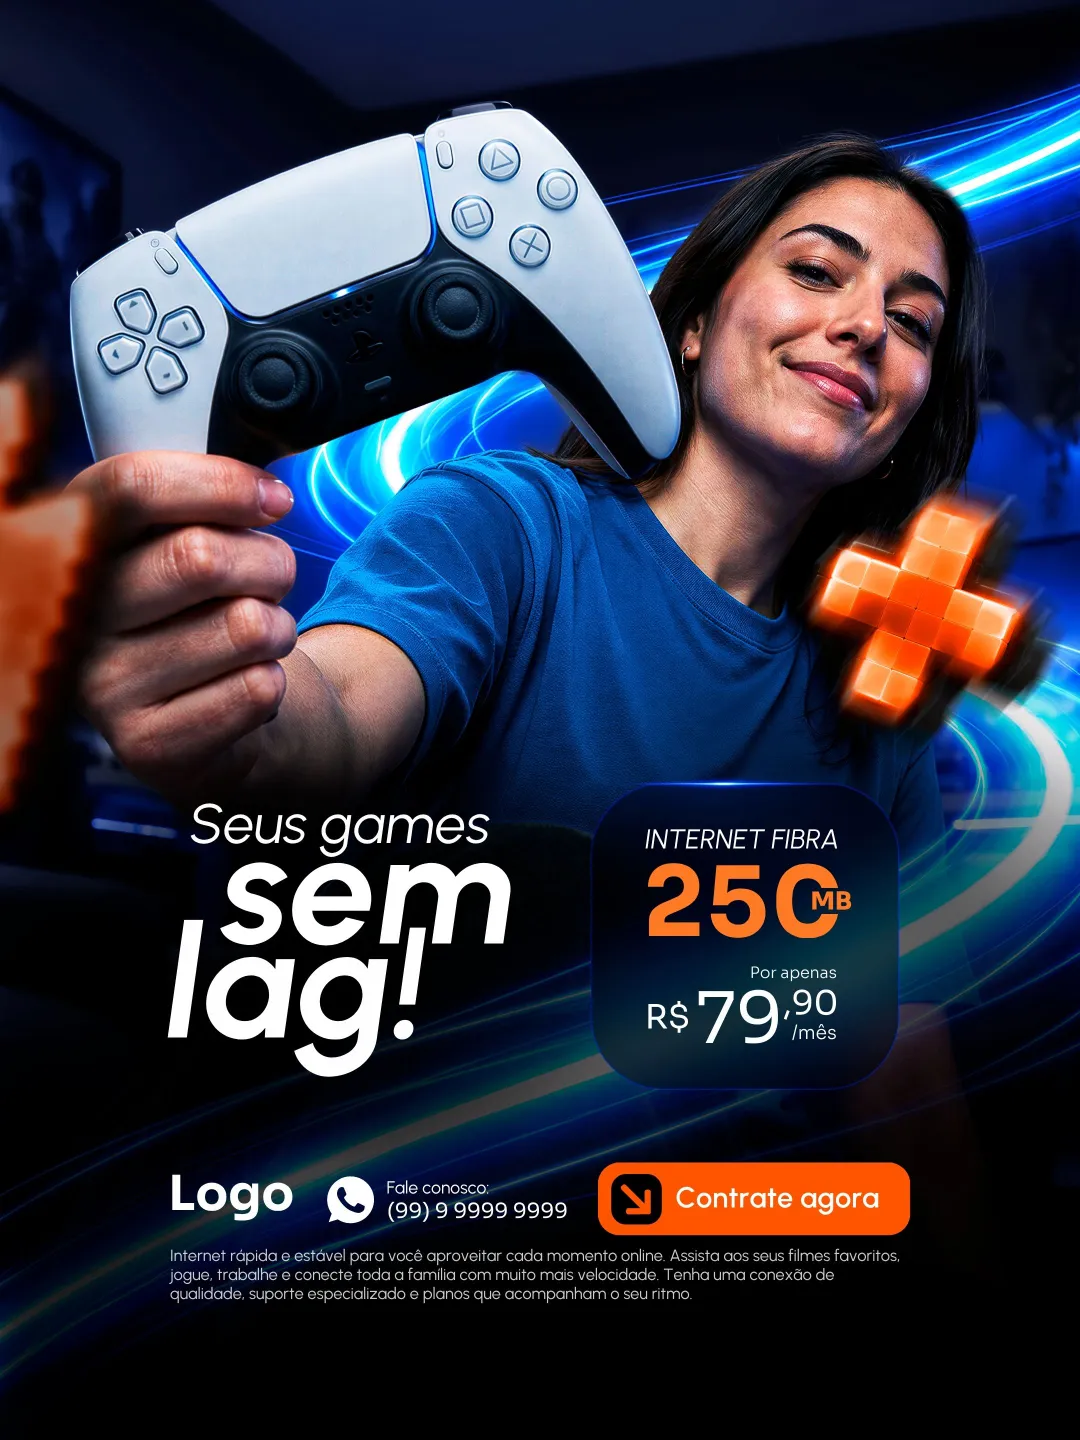 Seus games
sem
lag!
INTERNET FIBRA
250 MB
Por apenas
R$ 79,90
/mês
Logo
Fale conosco:
(99) 9 9999 9999
Contrate agora
Internet rápida e estável para você aproveitar cada momento online. Assista aos seus filmes favoritos,
jogue, trabalhe e conecte toda a família com muito mais velocidade. Tenha uma conexão de
qualidade, suporte especializado e planos que acompanham o seu ritmo.